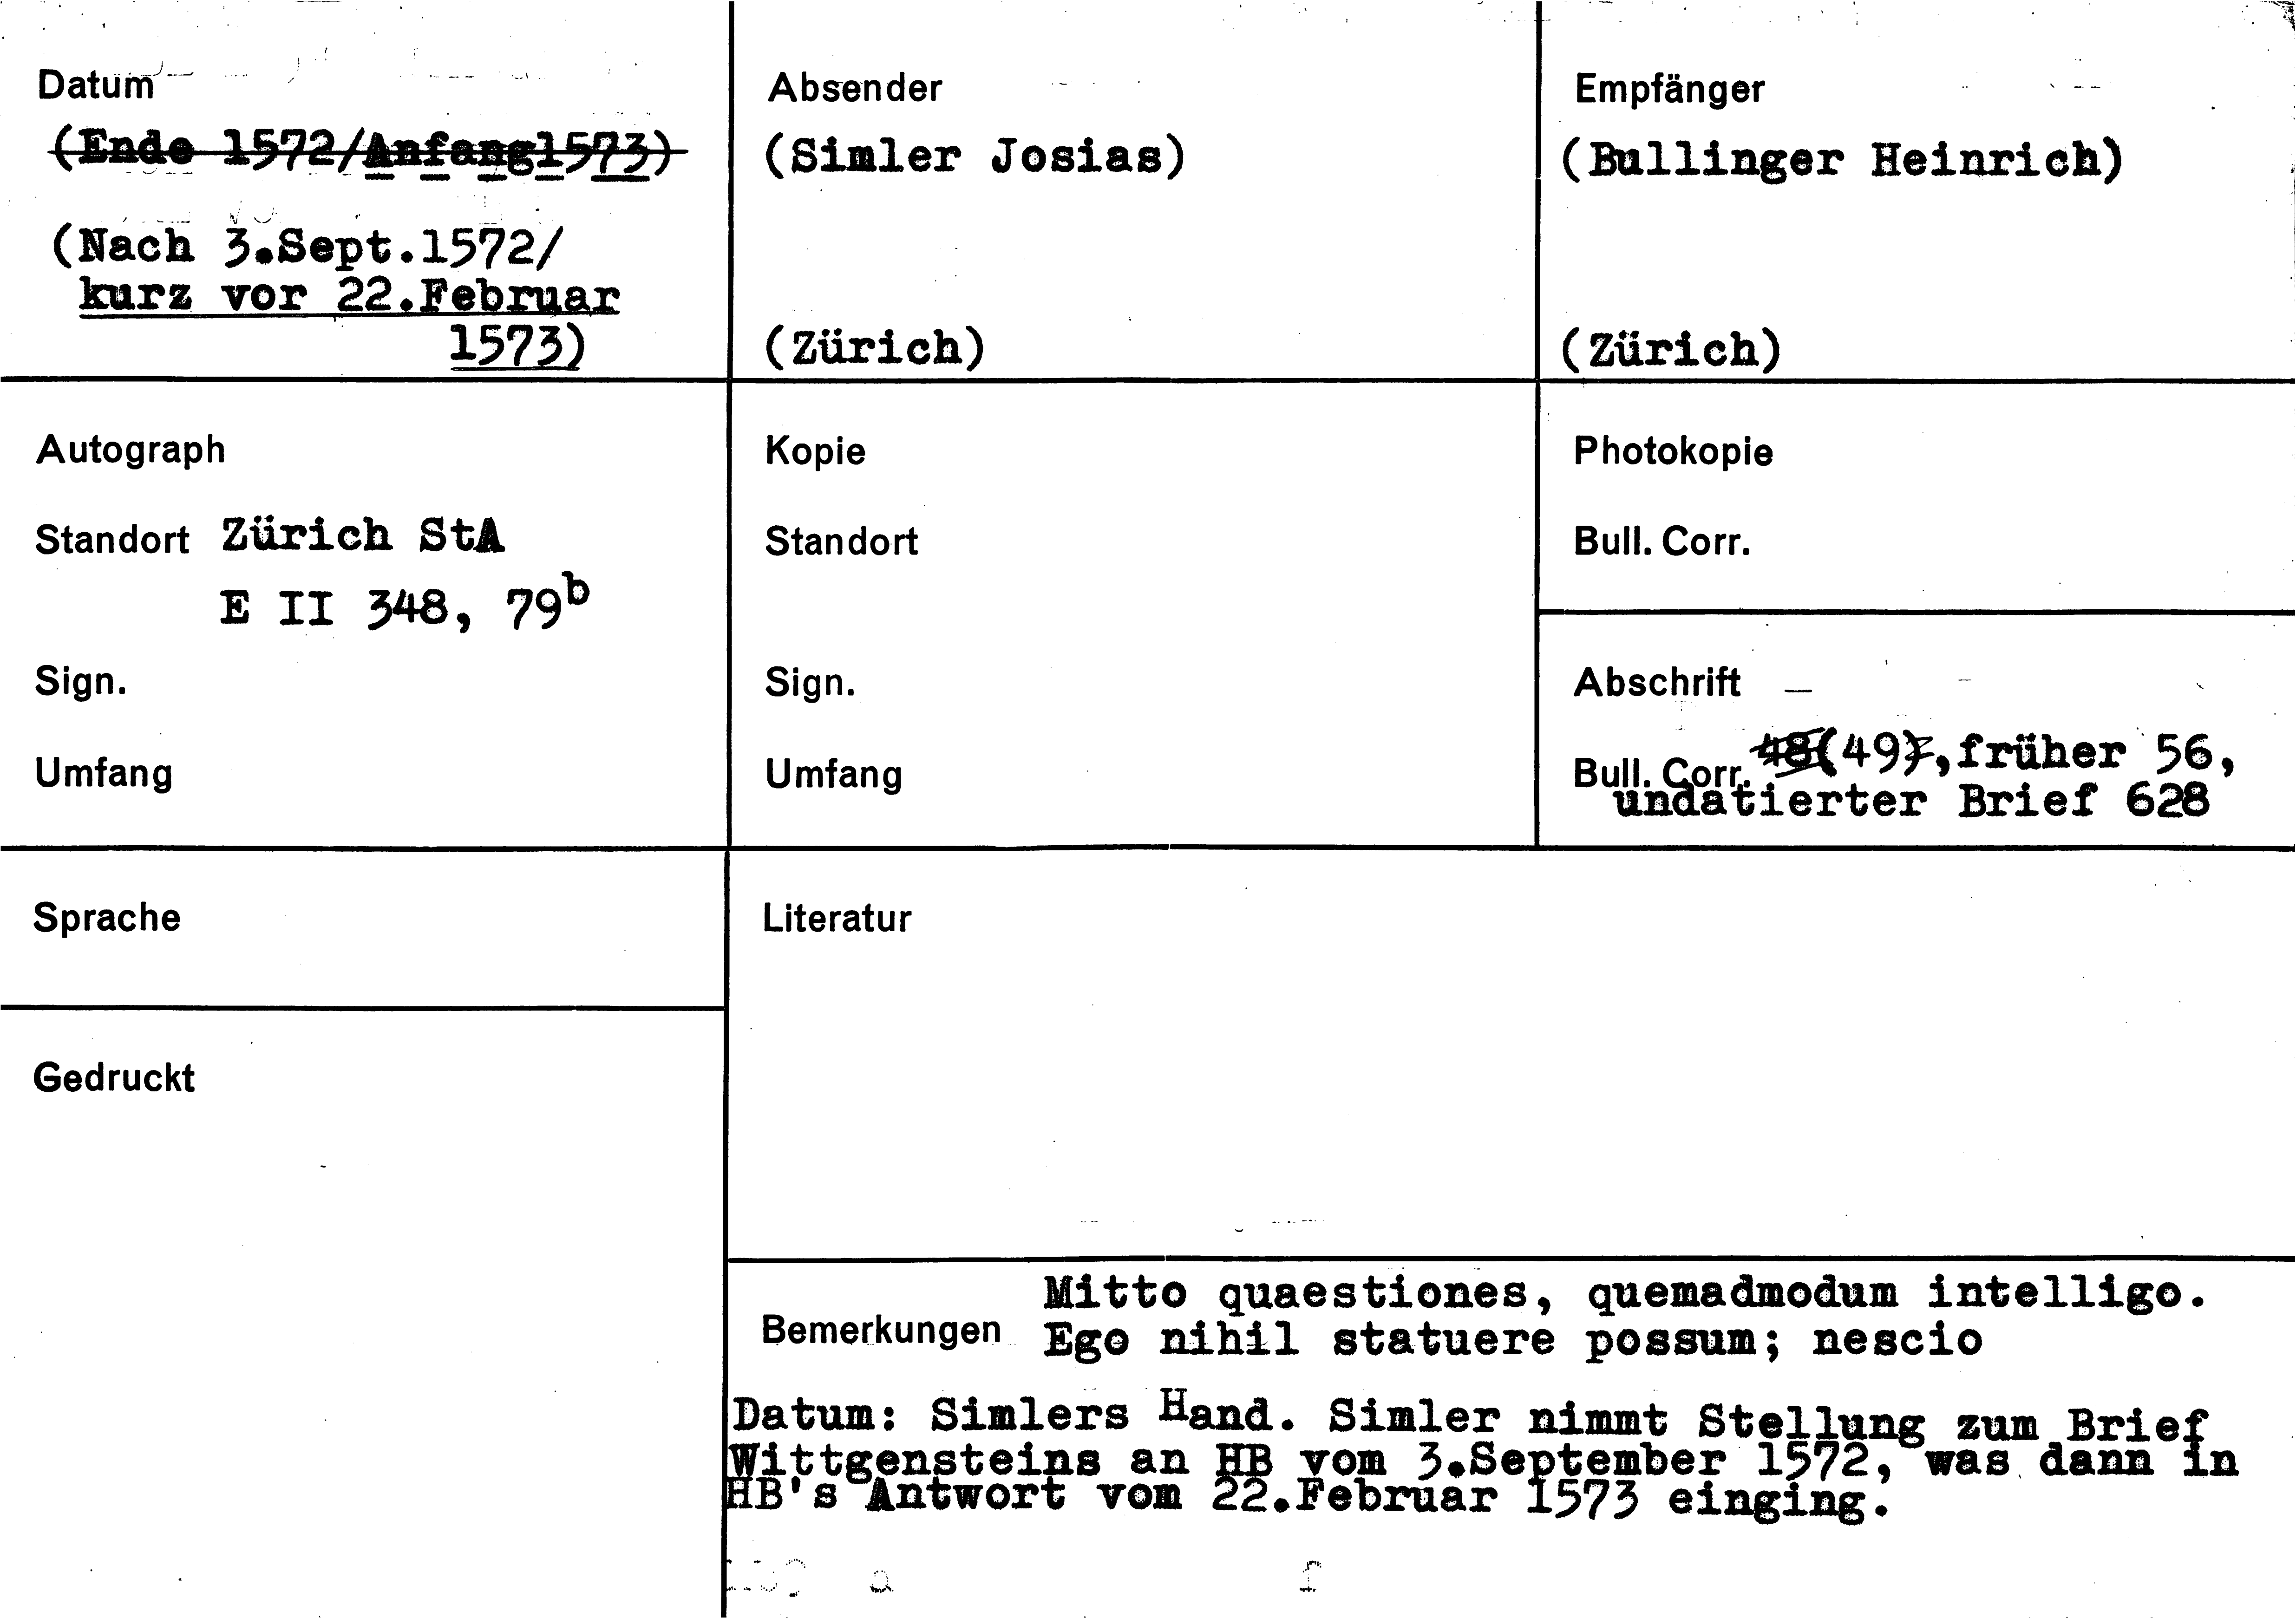 Datum
(Ende 1572/Anfang1573)
(Nach 3.Sept.1572/
kurz vor 22.Februar
1573)
Absender
(Simler Josias)
(Zürich)
Empfänger
(Bullinger Heinrich)
(Zürich)
Autograph
Standort Zürich StA
E II 348, 79b
Sign.
Umfang
Kopie
Standort
Sign.
Umfang
Photokopie
Bull. Corr.
Abschrift
Bull. Corr. 48(49),früher 56,
undatierter Brief 628
Sprache
Literatur
Gedruckt
Bemerkungen
Mitto quaestiones, quemadmodum intelligo.
Ego nihil statuere possum; nescio
Datum: Simlers Hand. Simler nimmt Stellung zum Brief
Wittgensteins an HB vom 3.September 1572, was dann in
HB's Antwort vom 22.Februar 1573 einging.